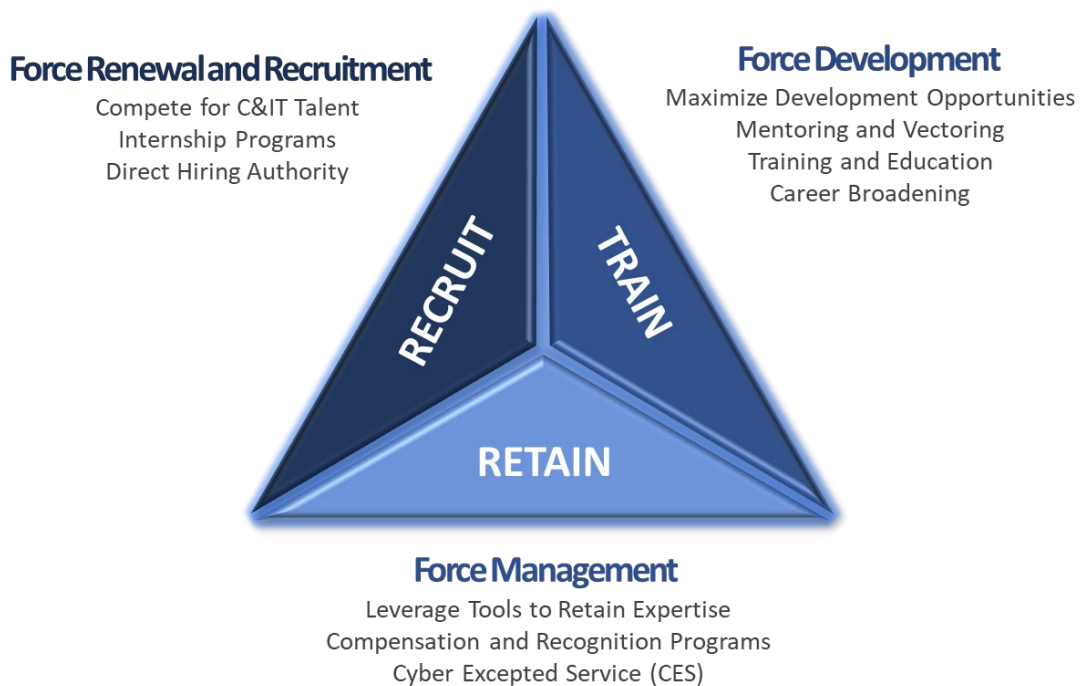 Force Renewal and Recruitment
Compete for C&IT Talent
Internship Programs
Direct Hiring Authority
Force Development
Maximize Development Opportunities
Mentoring and Vectoring
Training and Education
Career Broadening
RECRUIT
TRAIN
RETAIN
Force Management
Leverage Tools to Retain Expertise
Compensation and Recognition Programs
Cyber Excepted Service (CES)